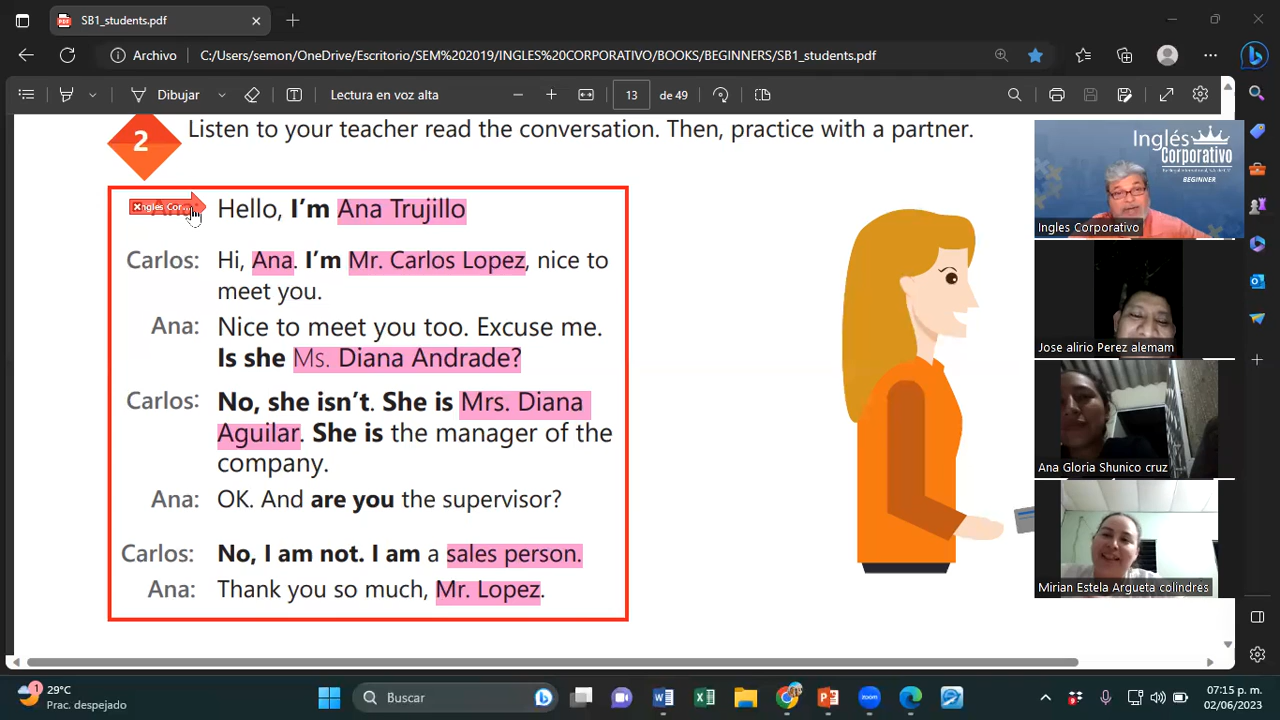 SB1_students.pdf
Archivo
C:/Users/semon/OneDrive/Escritorio/SEM%202019/INGLES%20CORPORATIVO/BOOKS/BEGINNERS/SB1_students.pdf
Dibujar
Lectura en voz alta
13
de 49
2
Listen to your teacher read the conversation. Then, practice with a partner.
Ingles Cor...
Ana: Hello, I'm Ana Trujillo
Carlos: Hi, Ana. I'm Mr. Carlos Lopez, nice to
meet you.
Ana: Nice to meet you too. Excuse me.
Is she Ms. Diana Andrade?
Carlos: No, she isn't. She is Mrs. Diana
Aguilar. She is the manager of the
company.
Ana: OK. And are you the supervisor?
Carlos: No, I am not. I am a sales person.
Ana: Thank you so much, Mr. Lopez.
Inglés
Corporativo
BEGINNER
Ingles Corporativo
Jose alirio Perez alemam
Ana Gloria Shunico cruz
Mirian Estela Argueta colindres
1
29°C
Prac. despejado
Buscar
07:15 p. m.
02/06/2023